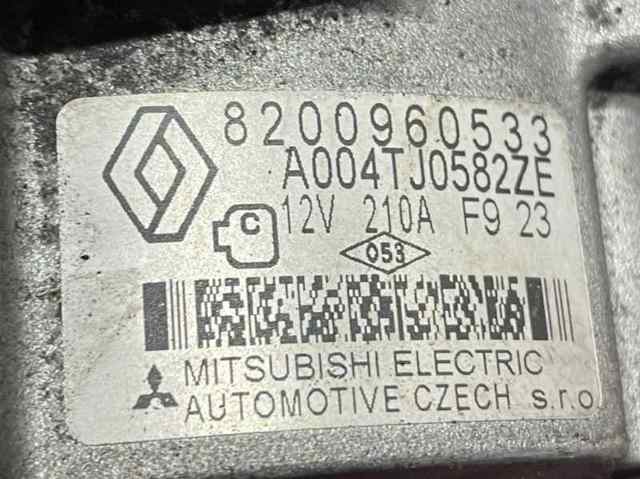 8200960533
A004TJ0582ZE
C 12V 210A F9 23
053
MITSUBISHI ELECTRIC
AUTOMOTIVE CZECH s.r.o